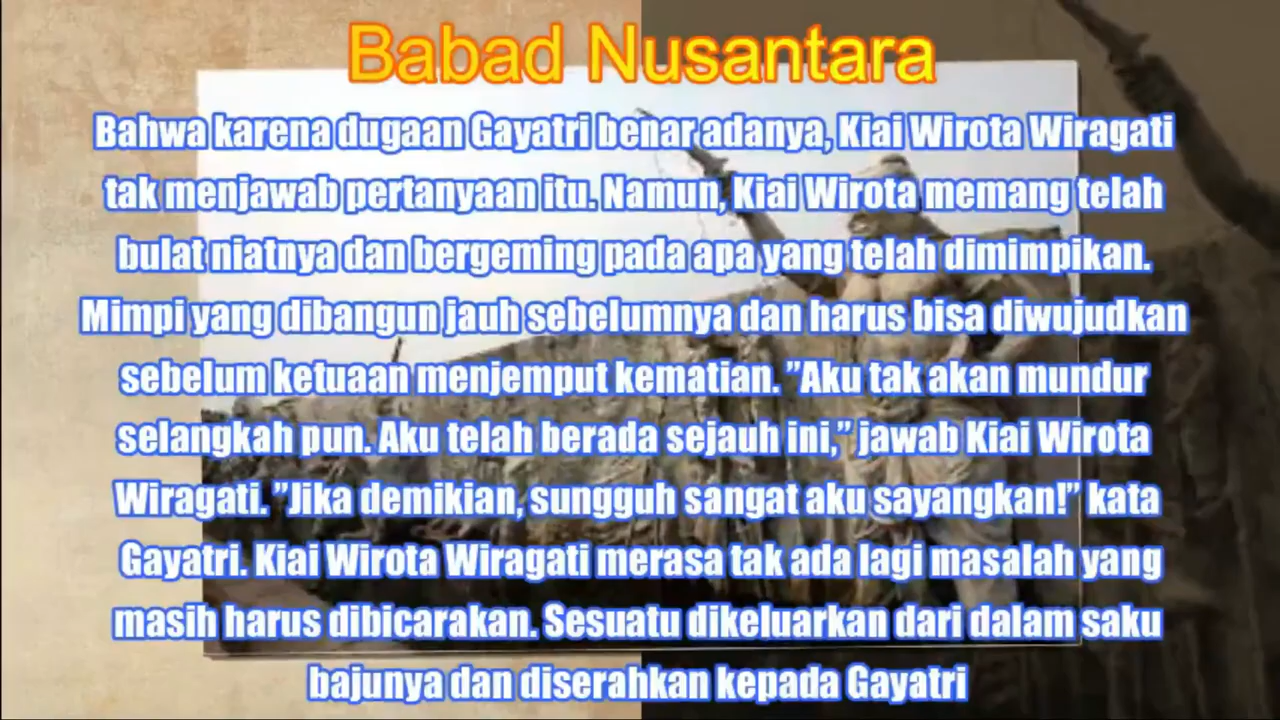 Babad Nusantara
Bahwa karena dugaan Gayatri benar adanya, Kiai Wirota Wiragati
tak menjawab pertanyaan itu. Namun, Kiai Wirota memang telah
bulat niatnya dan bergeming pada apa yang telah dimimpikan.
Mimpi yang dibangun jauh sebelumnya dan harus bisa diwujudkan
sebelum ketuaan menjemput kematian. ”Aku tak akan mundur
selangkah pun. Aku telah berada sejauh ini,” jawab Kiai Wirota
Wiragati. ”Jika demikian, sungguh sangat aku sayangkan!” kata
Gayatri. Kiai Wirota Wiragati merasa tak ada lagi masalah yang
masih harus dibicarakan. Sesuatu dikeluarkan dari dalam saku
bajunya dan diserahkan kepada Gayatri